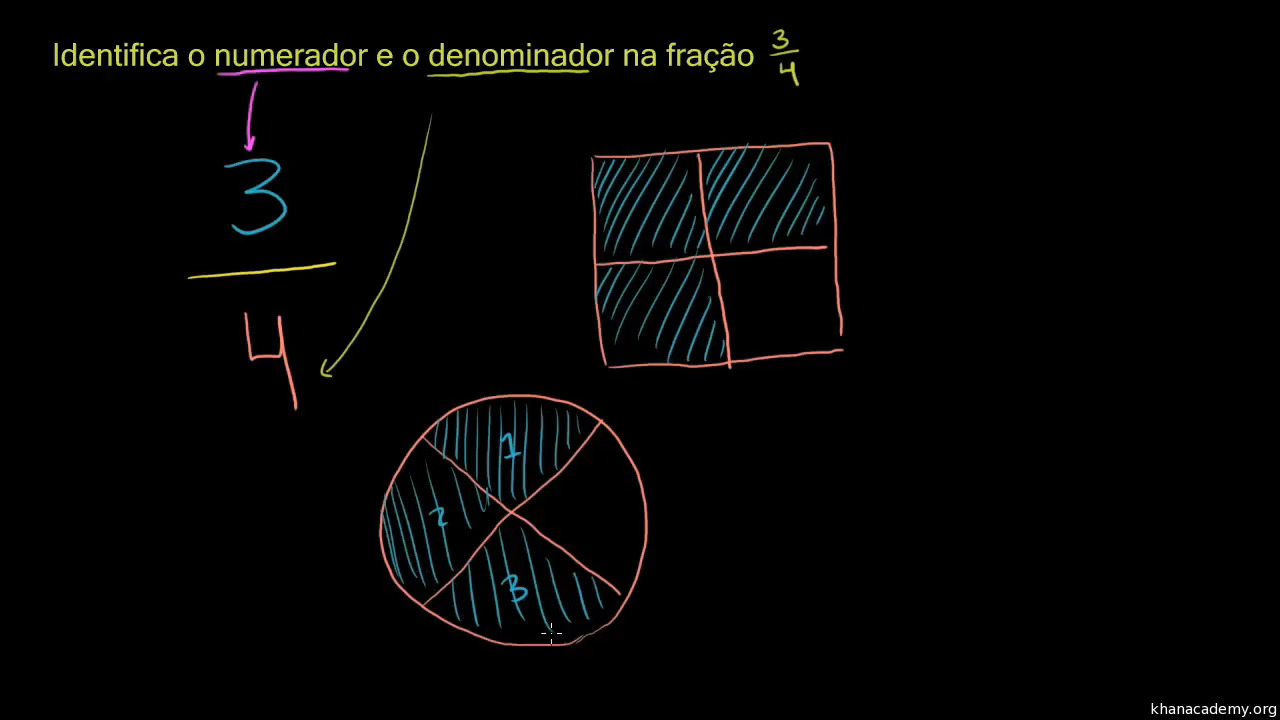 Identifica o numerador e o denominador na fração 3/4
3
4
1
2
3
khanacademy.org